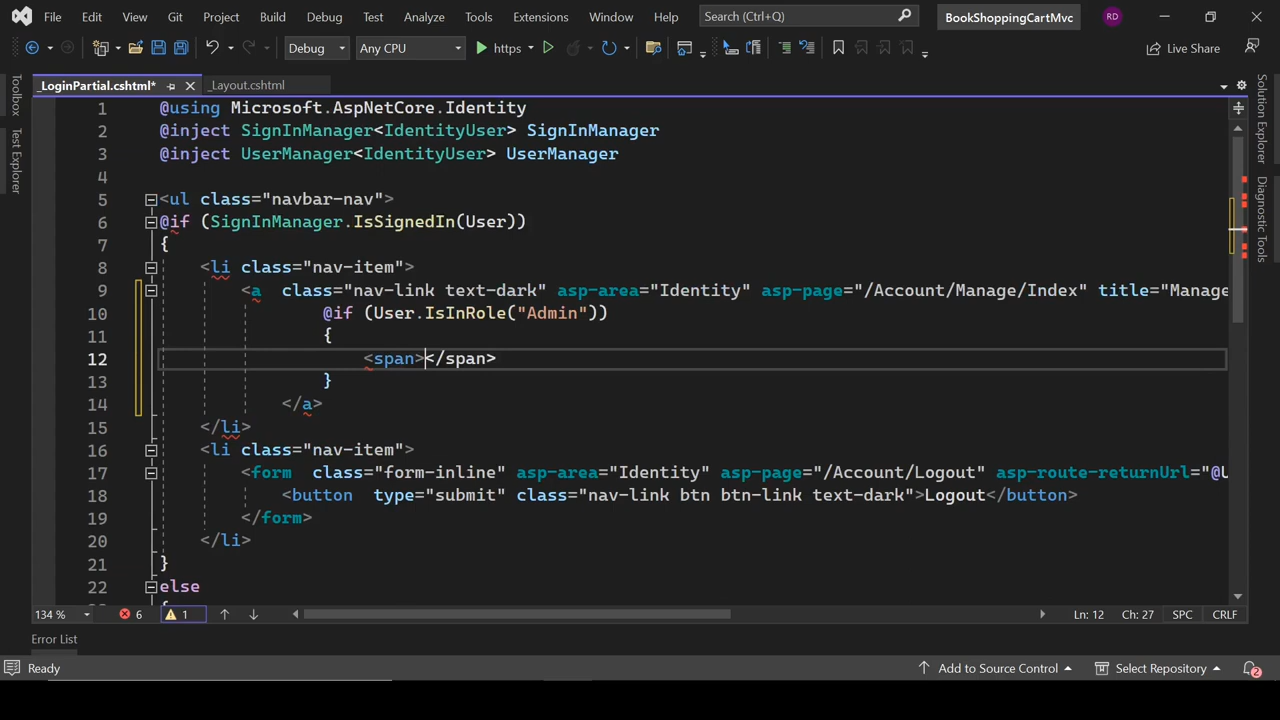 File Edit View Git Project Build Debug Test Analyze Tools Extensions Window Help Search (Ctrl+Q) BookShoppingCartMvc RD
Debug Any CPU https Live Share
_LoginPartial.cshtml* _Layout.cshtml
Toolbox
Test Explorer
Solution Explorer
Diagnostic Tools
1 @using Microsoft.AspNetCore.Identity
2 @inject SignInManager<IdentityUser> SignInManager
3 @inject UserManager<IdentityUser> UserManager
4
5 <ul class="navbar-nav">
6 @if (SignInManager.IsSignedIn(User))
7 {
8 <li class="nav-item">
9 <a class="nav-link text-dark" asp-area="Identity" asp-page="/Account/Manage/Index" title="Manage
10 @if (User.IsInRole("Admin"))
11 {
12 <span></span>
13 }
14 </a>
15 </li>
16 <li class="nav-item">
17 <form class="form-inline" asp-area="Identity" asp-page="/Account/Logout" asp-route-returnUrl="@U
18 <button type="submit" class="nav-link btn btn-link text-dark">Logout</button>
19 </form>
20 </li>
21 }
22 else
{
134 % 6 1 Ln: 12 Ch: 27 SPC CRLF
Error List
Ready Add to Source Control Select Repository 2